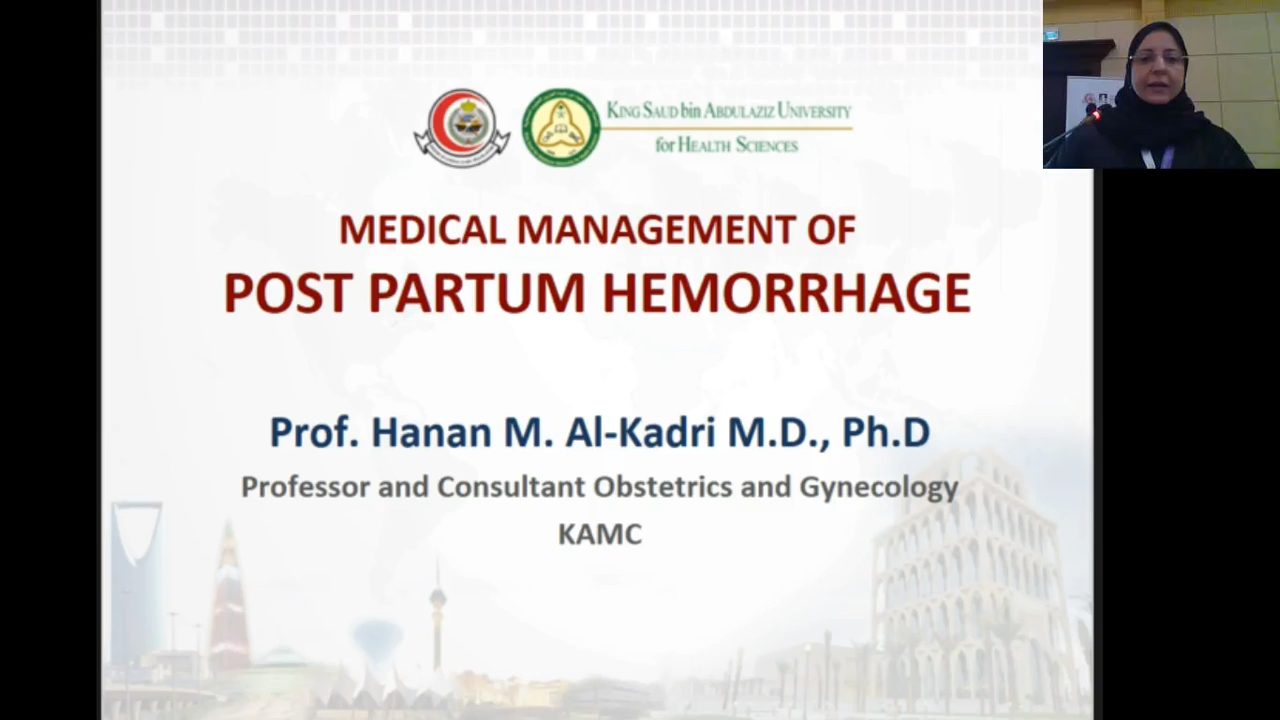 KING SAUD bin ABDULAZIZ UNIVERSITY
for HEALTH SCIENCES
MEDICAL MANAGEMENT OF
POST PARTUM HEMORRHAGE
Prof. Hanan M. Al-Kadri M.D., Ph.D
Professor and Consultant Obstetrics and Gynecology
KAMC